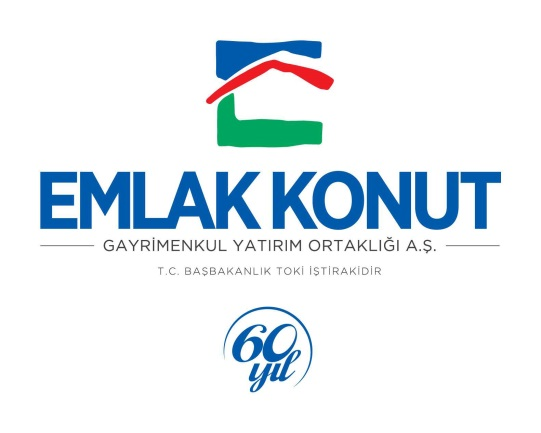 EMLAK KONUT
GAYRİMENKUL YATIRIM ORTAKLIĞI A.Ş.
T.C. BAŞBAKANLIK TOKİ İŞTİRAKİDİR
60
yıl